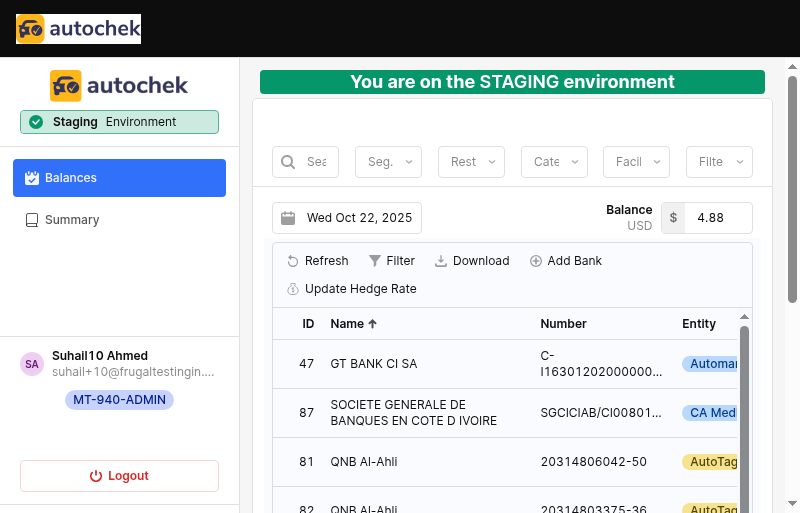 autochek
autochek
Staging Environment
Balances
Summary
Suhail10 Ahmed
suhail+10@frugaltestingin....
MT-940-ADMIN
Logout
You are on the STAGING environment
Sea
Seg.
Rest
Cate
Facil
Filte
Wed Oct 22, 2025
Balance
USD
$ 4.88
Refresh
Filter
Download
Add Bank
Update Hedge Rate
ID Name Number Entity
47 GT BANK CI SA C-
I16301202000000... Automar
87 SOCIETE GENERALE DE
BANQUES EN COTE D IVOIRE SGCICIAB/CI00801... CA Med
81 QNB Al-Ahli 20314806042-50 AutoTag
82 QNB Al-Ahli 20314803375-36 AutoTag